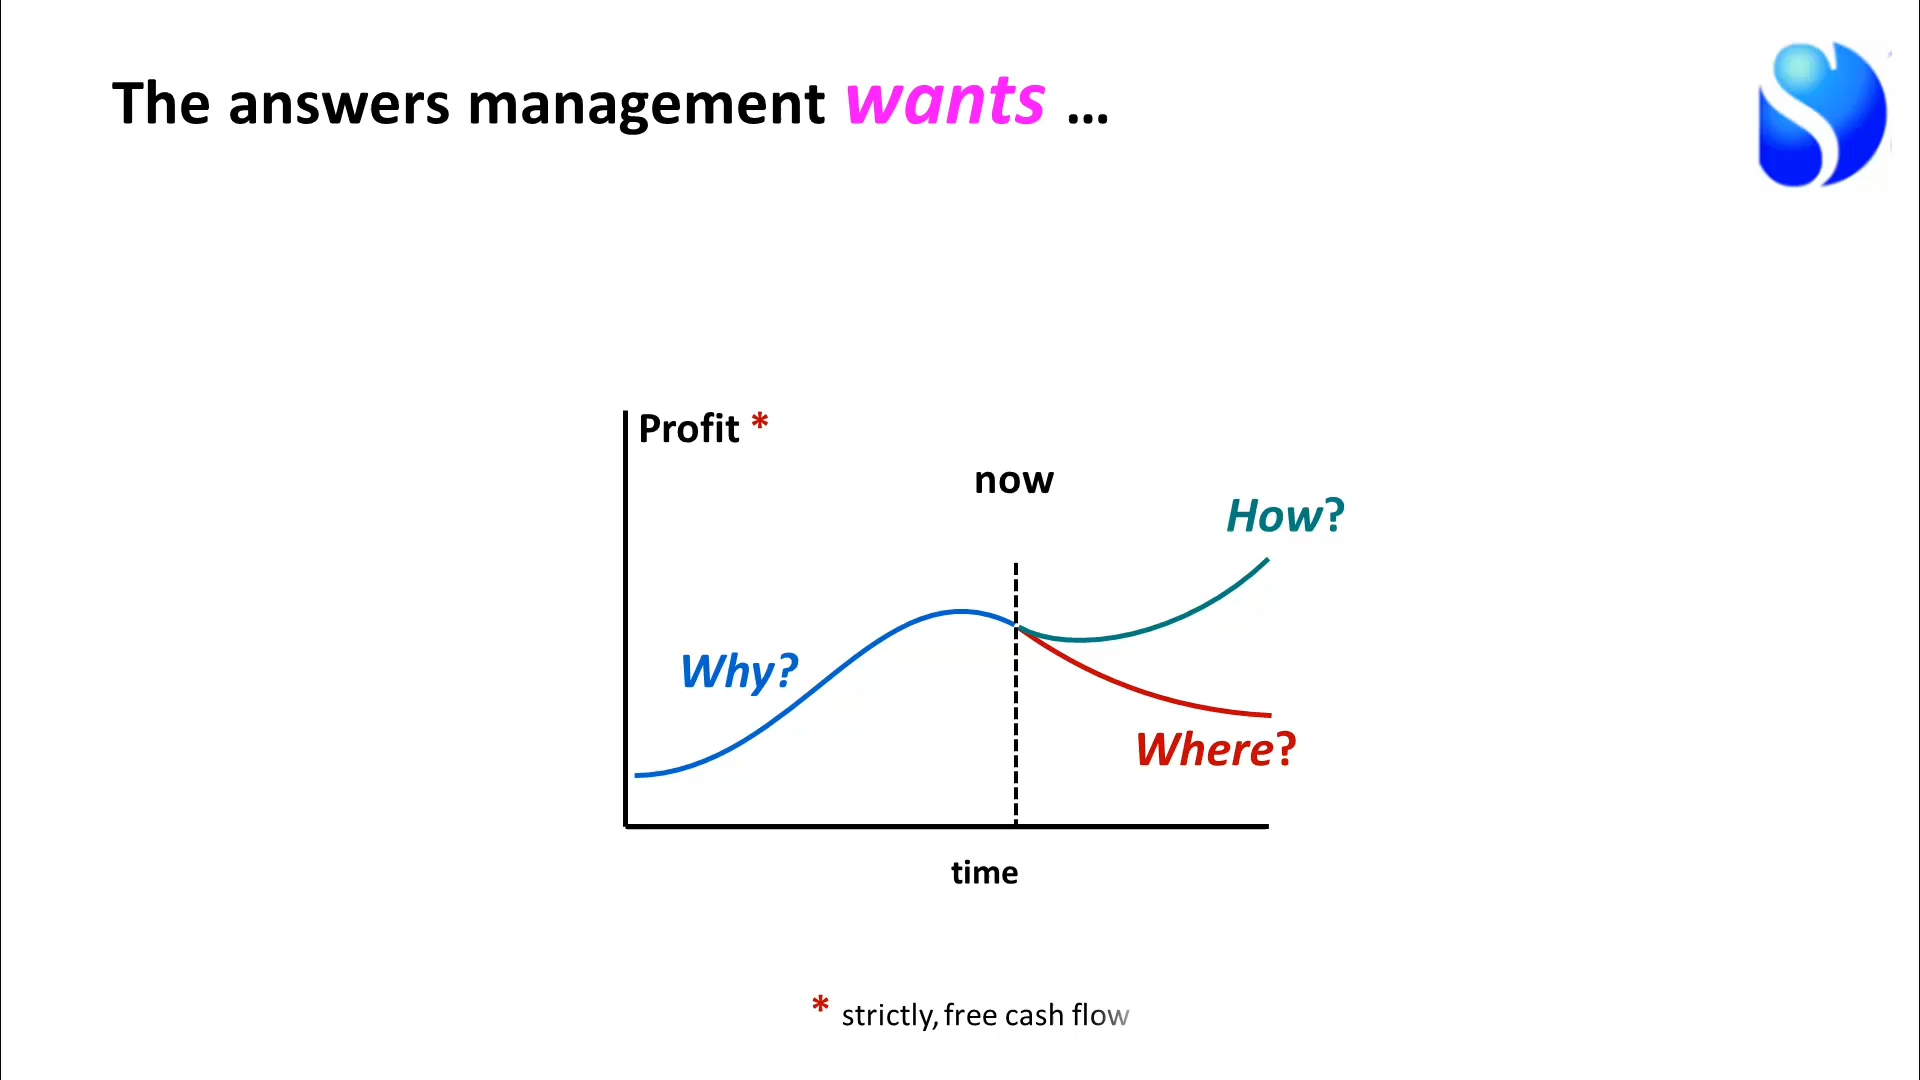 The answers management wants ...
Profit *
now
How?
Why?
Where?
time
* strictly, free cash flow